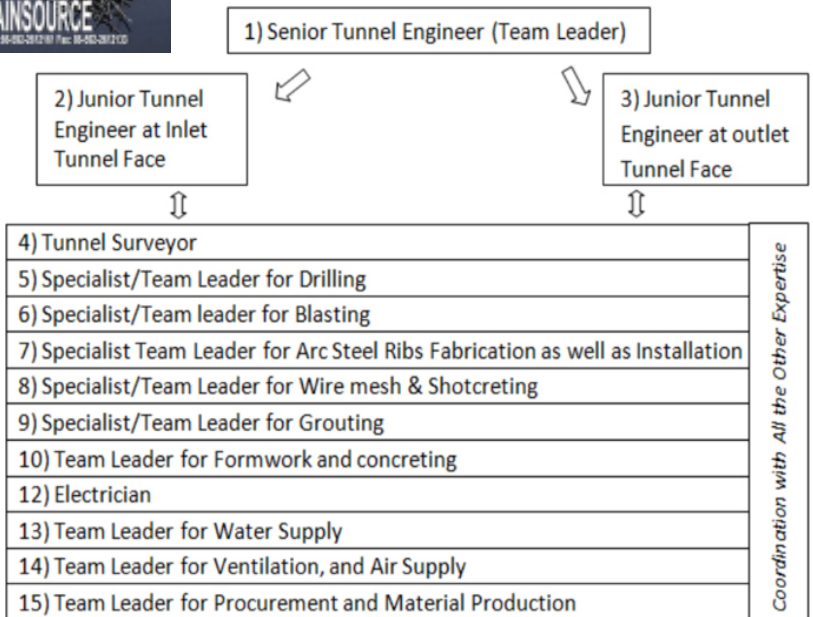 AINSOURCE
1) Senior Tunnel Engineer (Team Leader)
2) Junior Tunnel
Engineer at Inlet
Tunnel Face
3) Junior Tunnel
Engineer at outlet
Tunnel Face
4) Tunnel Surveyor
5) Specialist/Team Leader for Drilling
6) Specialist/Team leader for Blasting
7) Specialist Team Leader for Arc Steel Ribs Fabrication as well as Installation
8) Specialist/Team Leader for Wire mesh & Shotcreting
9) Specialist/Team Leader for Grouting
10) Team Leader for Formwork and concreting
12) Electrician
13) Team Leader for Water Supply
14) Team Leader for Ventilation, and Air Supply
15) Team Leader for Procurement and Material Production
Coordination with All the Other Expertise